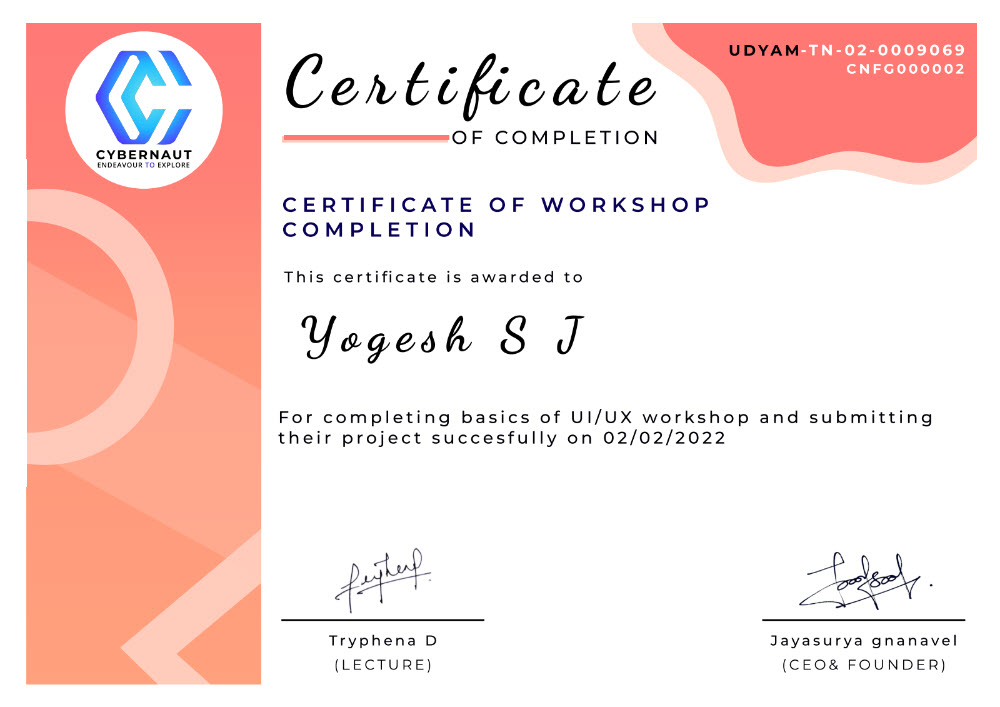 CYBERNAUT
ENDEAVOUR TO EXPLORE
UDYAM-TN-02-0009069
CNFG000002
Certificate
OF COMPLETION
CERTIFICATE OF WORKSHOP
COMPLETION
This certificate is awarded to
Yogesh S J
For completing basics of UI/UX workshop and submitting
their project succesfully on 02/02/2022
Tryphena D
(LECTURE)
Jayasurya gnanavel
(CEO& FOUNDER)